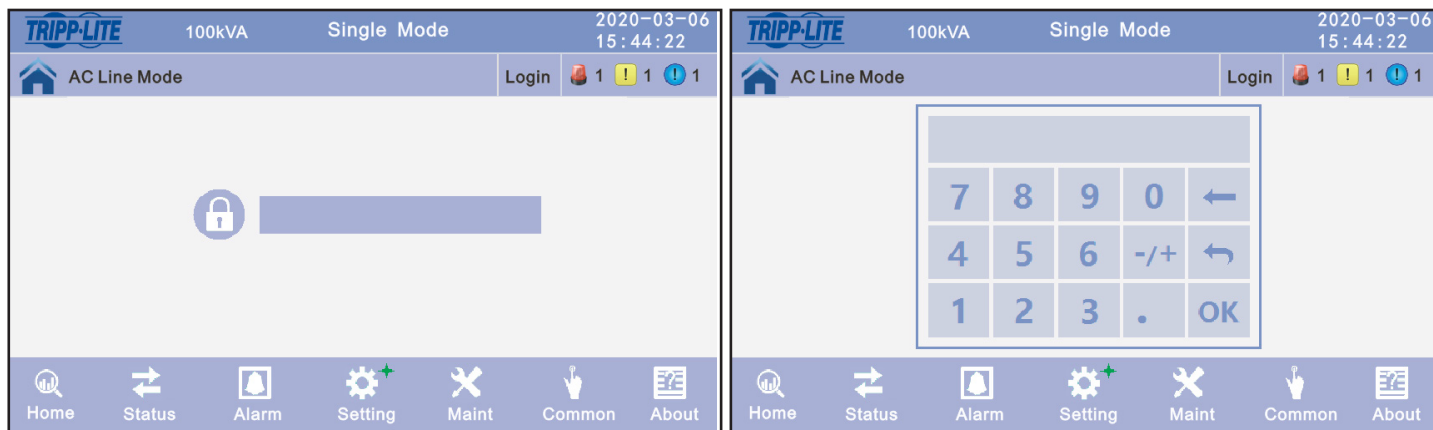 TRIPP·LITE 100kVA Single Mode 2020-03-06
15:44:22
AC Line Mode Login 1 ! 1 ! 1
Home Status Alarm Setting Maint Common About
TRIPP·LITE 100kVA Single Mode 2020-03-06
15:44:22
AC Line Mode Login 1 ! 1 ! 1
7 8 9 0 ←
4 5 6 -/+
1 2 3 . OK
Home Status Alarm Setting Maint Common About